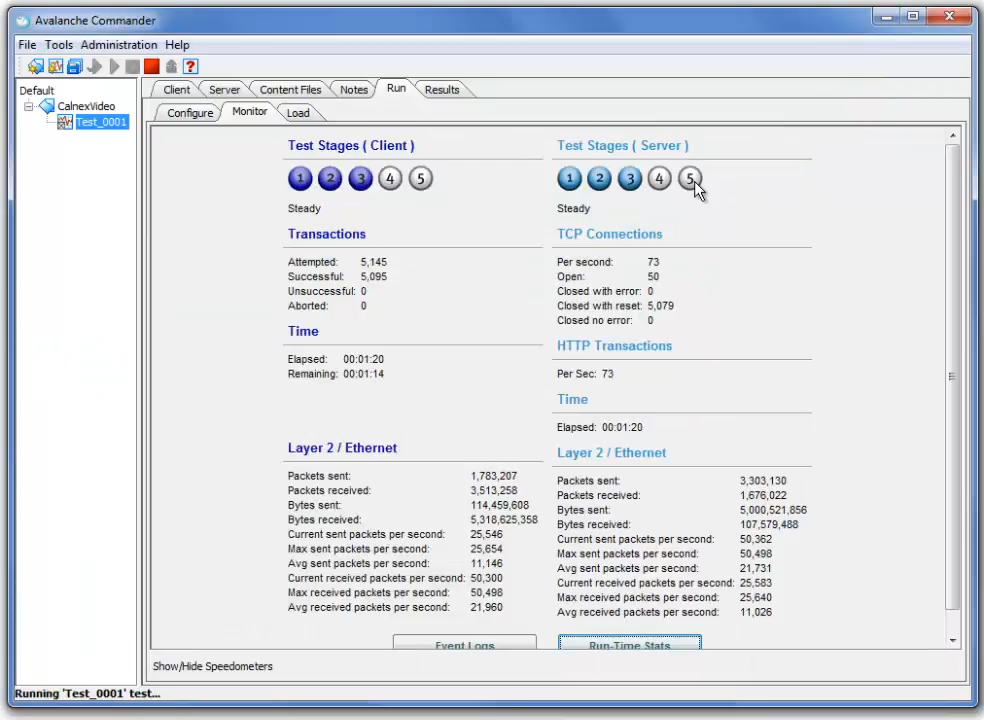 Avalanche Commander
File Tools Administration Help
Default
CalnexVideo
Test_0001
Client Server Content Files Notes Run Results
Configure Monitor Load
Test Stages ( Client )
1 2 3 4 5
Steady
Transactions
Attempted: 5,145
Successful: 5,095
Unsuccessful: 0
Aborted: 0
Time
Elapsed: 00:01:20
Remaining: 00:01:14
Layer 2 / Ethernet
Packets sent: 1,783,207
Packets received: 3,513,258
Bytes sent: 114,459,608
Bytes received: 5,318,625,358
Current sent packets per second: 25,546
Max sent packets per second: 25,654
Avg sent packets per second: 11,146
Current received packets per second: 50,300
Max received packets per second: 50,498
Avg received packets per second: 21,960
Event Logs
Test Stages ( Server )
1 2 3 4 5
Steady
TCP Connections
Per second: 73
Open: 50
Closed with error: 0
Closed with reset: 5,079
Closed no error: 0
HTTP Transactions
Per Sec: 73
Time
Elapsed: 00:01:20
Layer 2 / Ethernet
Packets sent: 3,303,130
Packets received: 1,676,022
Bytes sent: 5,000,521,856
Bytes received: 107,579,488
Current sent packets per second: 50,362
Max sent packets per second: 50,498
Avg sent packets per second: 21,731
Current received packets per second: 25,583
Max received packets per second: 25,640
Avg received packets per second: 11,026
Run-Time Stats
Show/Hide Speedometers
Running 'Test_0001' test...